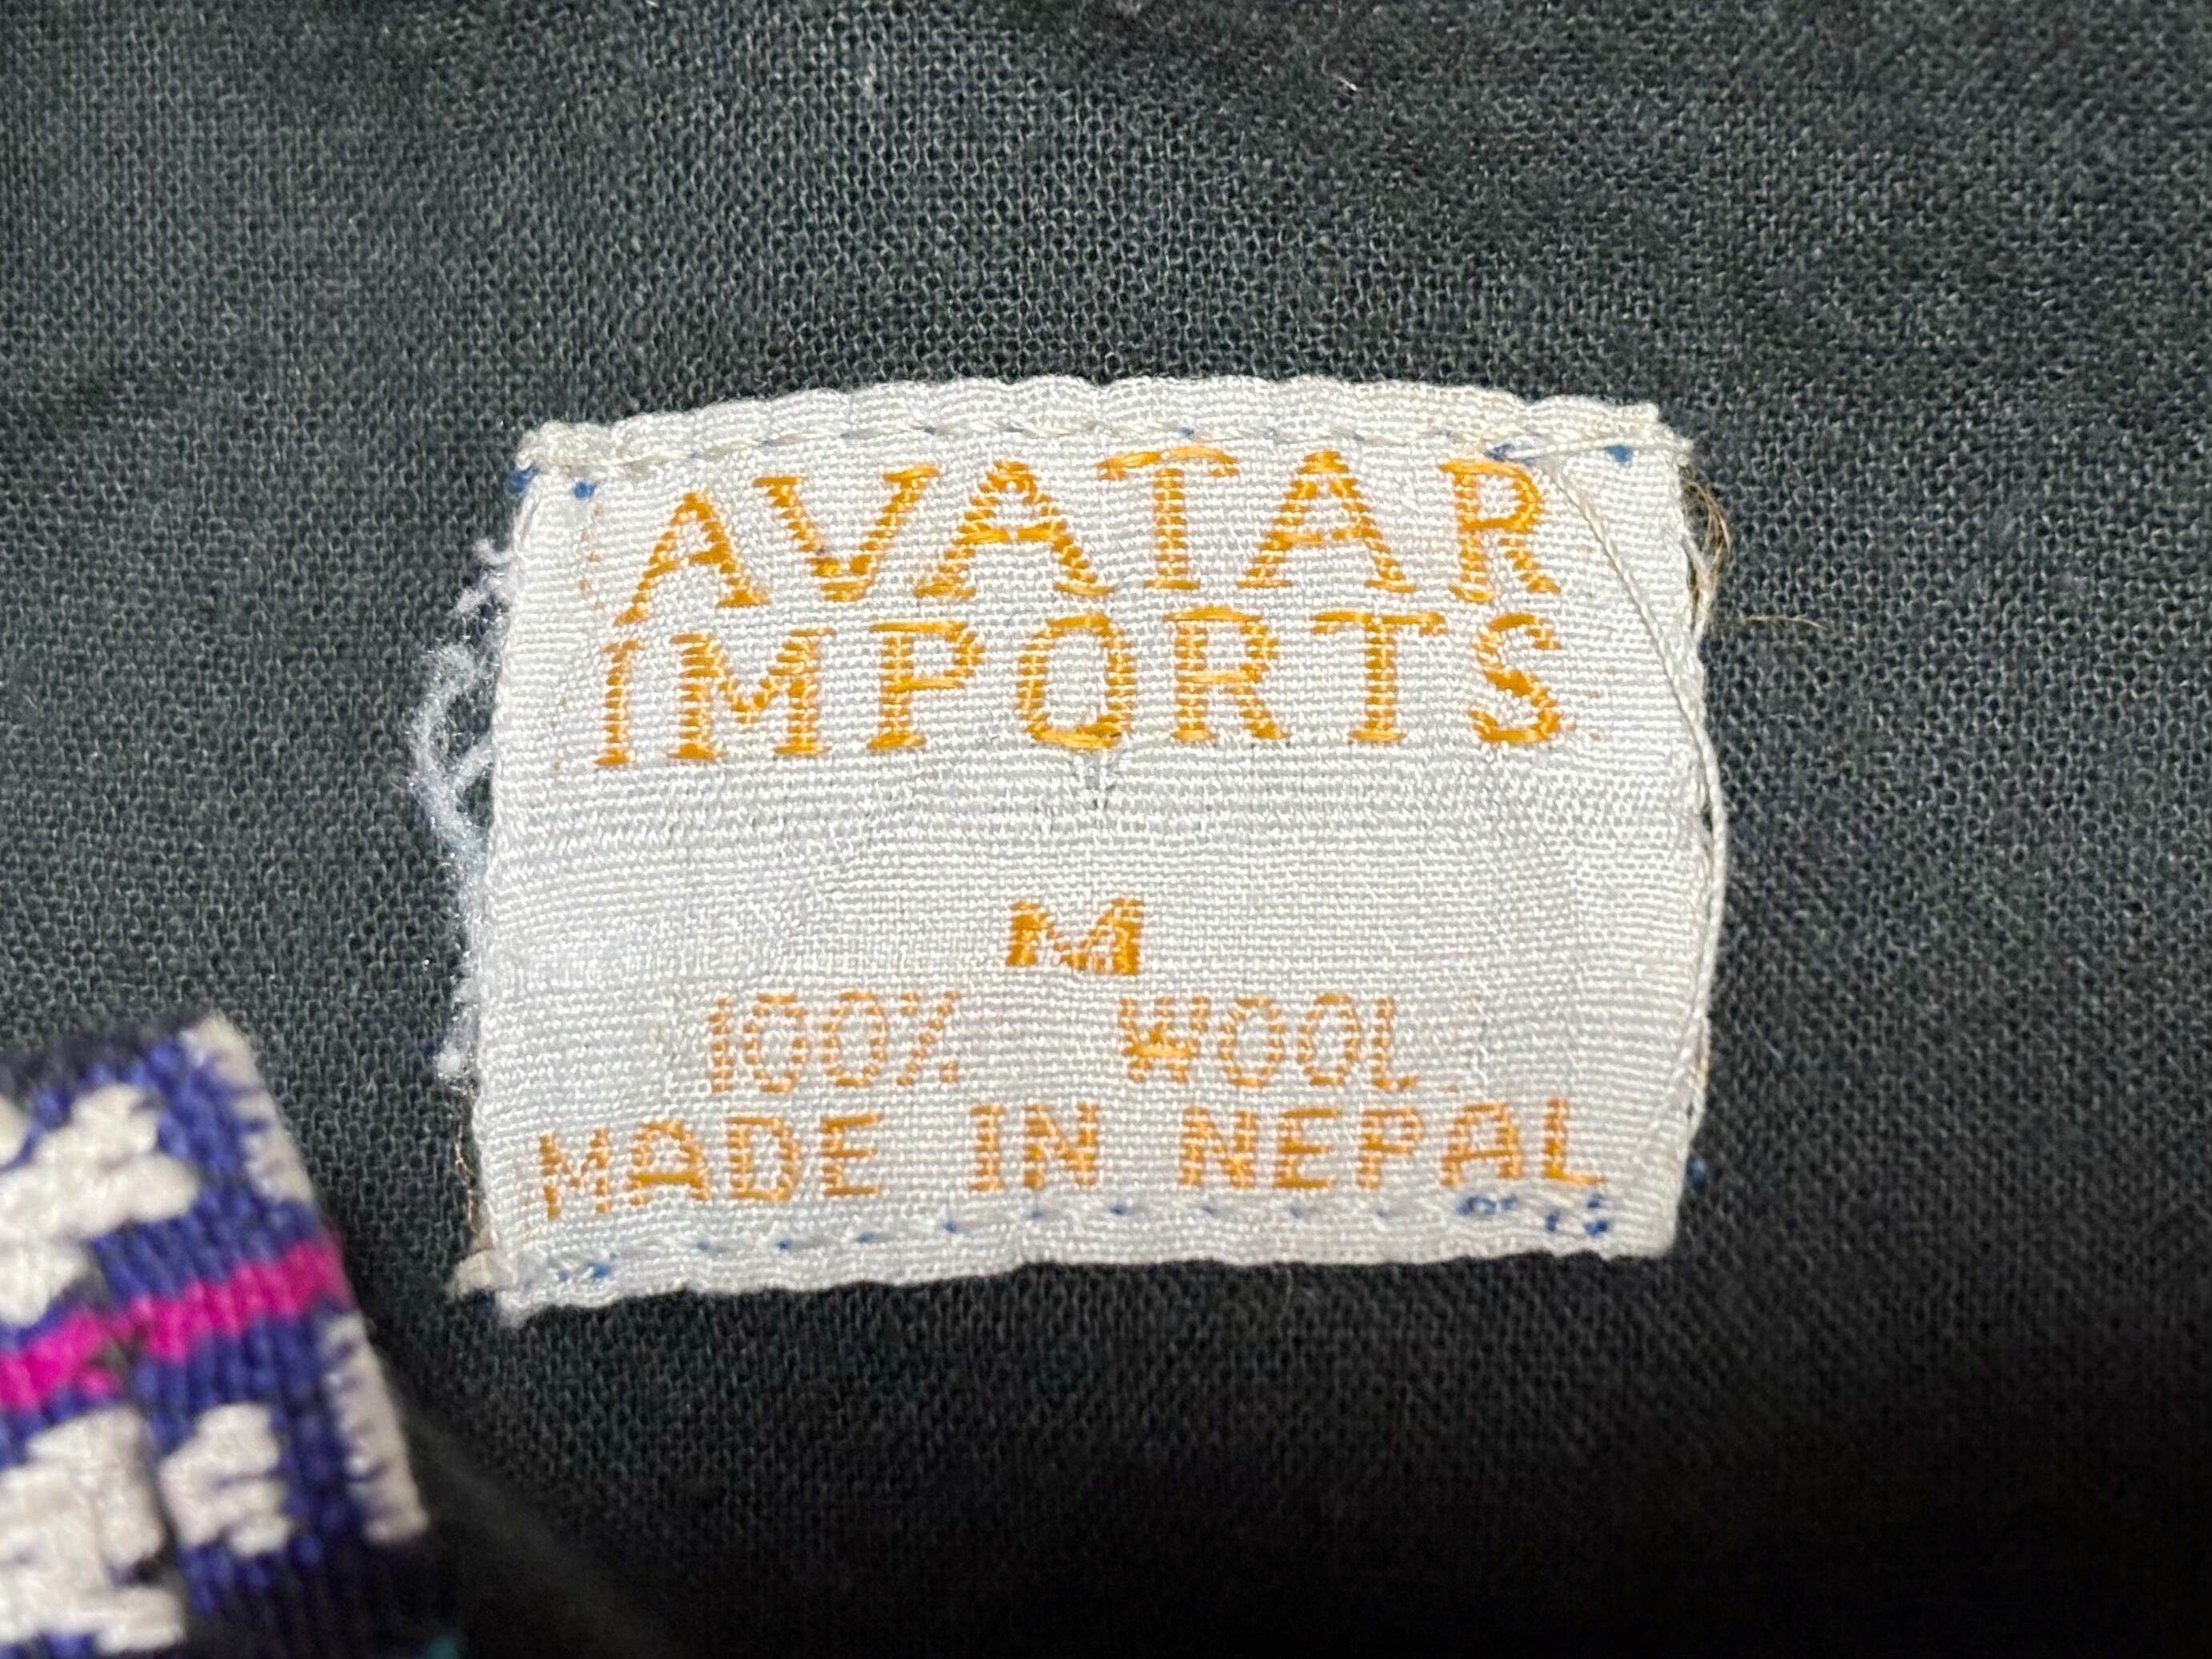 AVATAR
IMPORTS
M
100% WOOL
MADE IN NEPAL